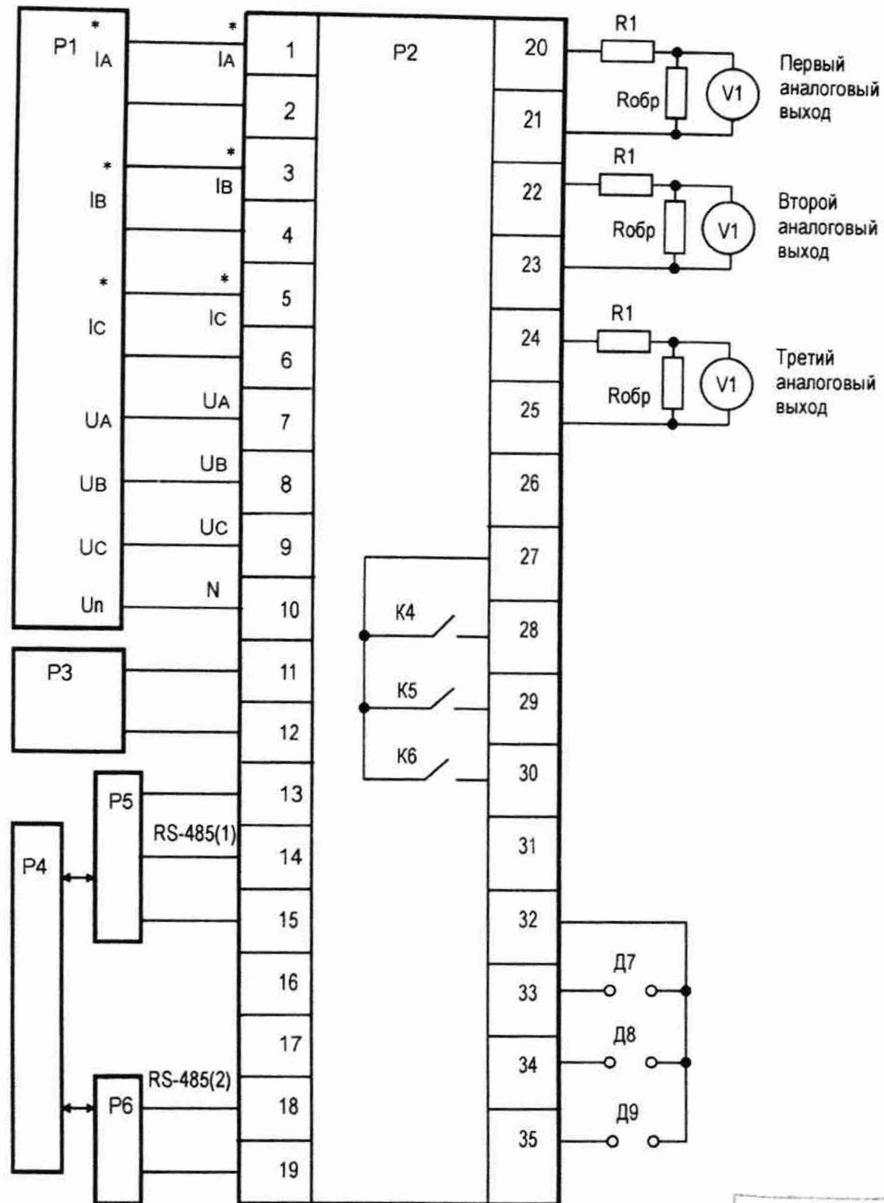 P1
*
IA
*
IA
1
P2
20
R1
Rобр
V1
Первый
аналоговый
выход
2
21
*
IB
*
IB
3
22
R1
Rобр
V1
Второй
аналоговый
выход
4
23
*
IC
*
IC
5
24
R1
Rобр
V1
Третий
аналоговый
выход
6
25
UA
UA
7
26
UB
UB
8
27
UC
UC
9
К4
28
Un
N
10
К5
29
P3
11
К6
30
12
31
P5
13
P4
RS-485(1)
14
32
15
33
Д7
16
34
Д8
17
35
Д9
P6
RS-485(2)
18
19